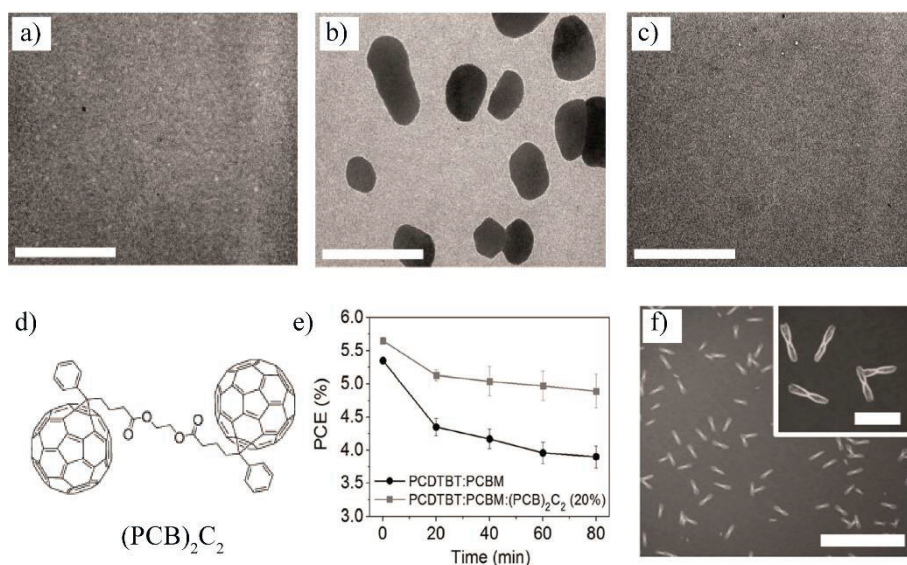 a)
b)
c)
d)
O
O
O
O
(PCB)₂C₂
e)
6.0
5.5
5.0
4.5
4.0
3.5
3.0
PCE (%)
PCDTBT:PCBM
PCDTBT:PCBM:(PCB)₂C₂ (20%)
0 20 40 60 80
Time (min)
f)